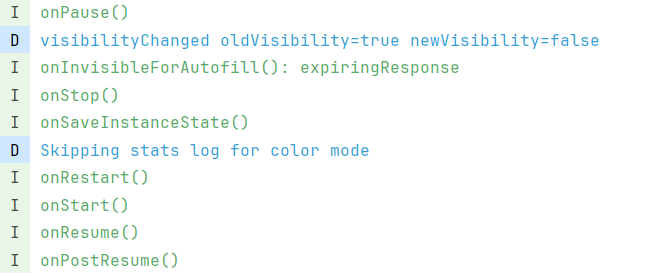 I onPause()
D visibilityChanged oldVisibility=true newVisibility=false
I onInvisibleForAutofill(): expiringResponse
I onStop()
I onSaveInstanceState()
D Skipping stats log for color mode
I onRestart()
I onStart()
I onResume()
I onPostResume()